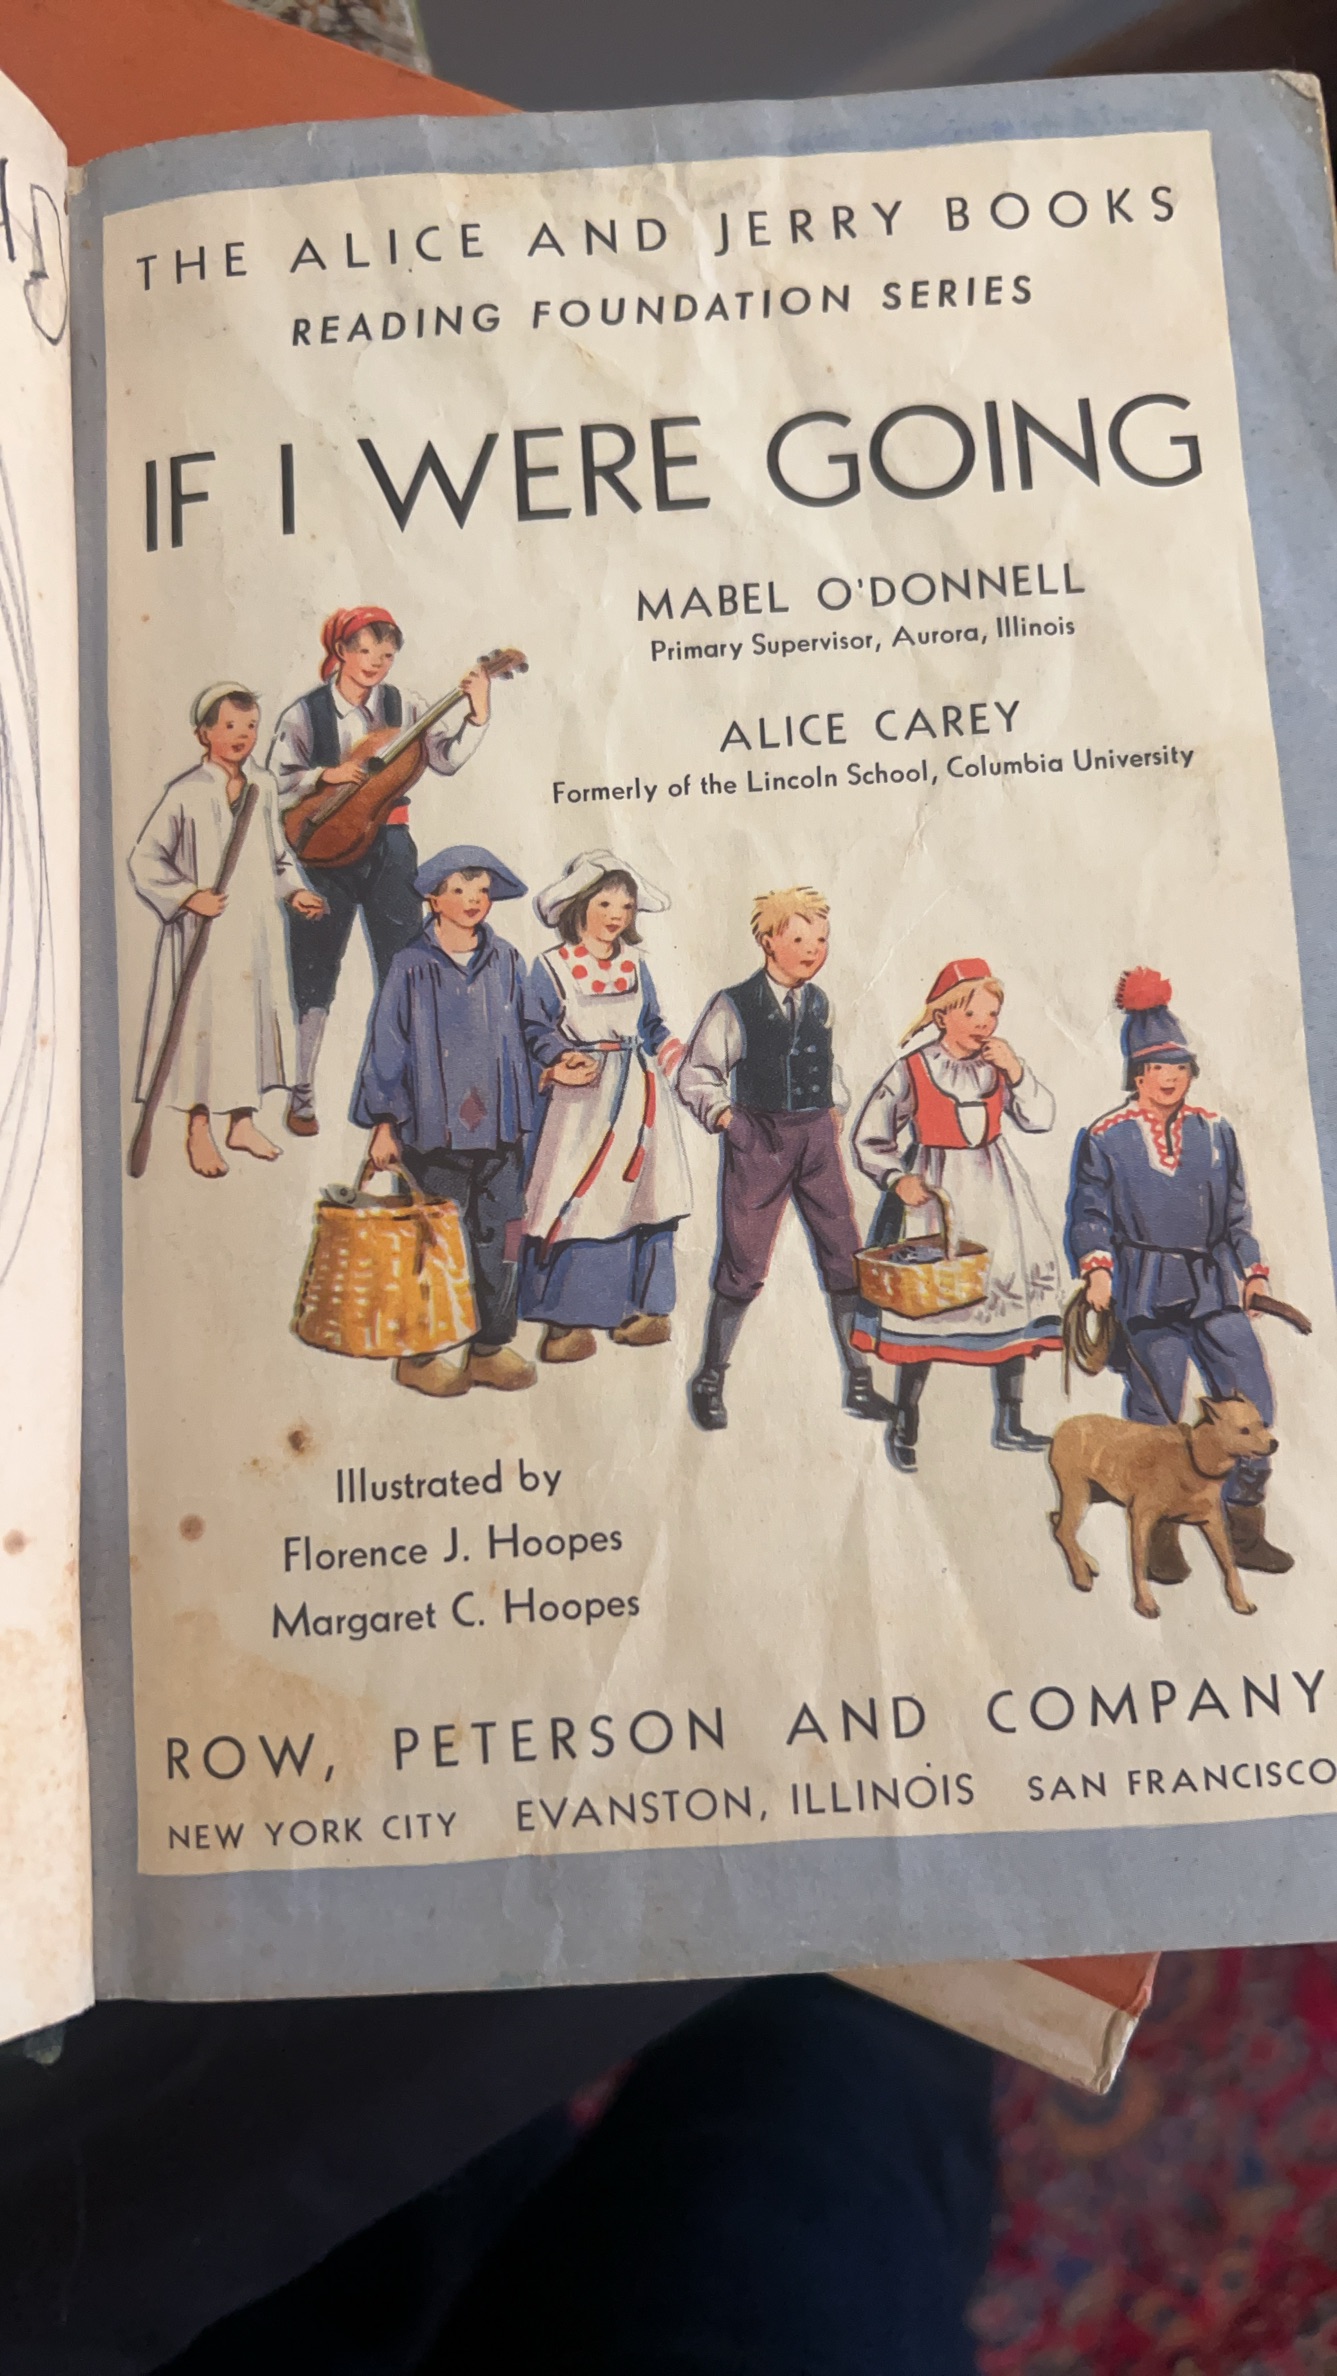 THE ALICE AND JERRY BOOKS
READING FOUNDATION SERIES
IF I WERE GOING
MABEL O'DONNELL
Primary Supervisor, Aurora, Illinois
ALICE CAREY
Formerly of the Lincoln School, Columbia University
Illustrated by
Florence J. Hoopes
Margaret C. Hoopes
ROW, PETERSON AND COMPANY
NEW YORK CITY EVANSTON, ILLINOIS SAN FRANCISCO